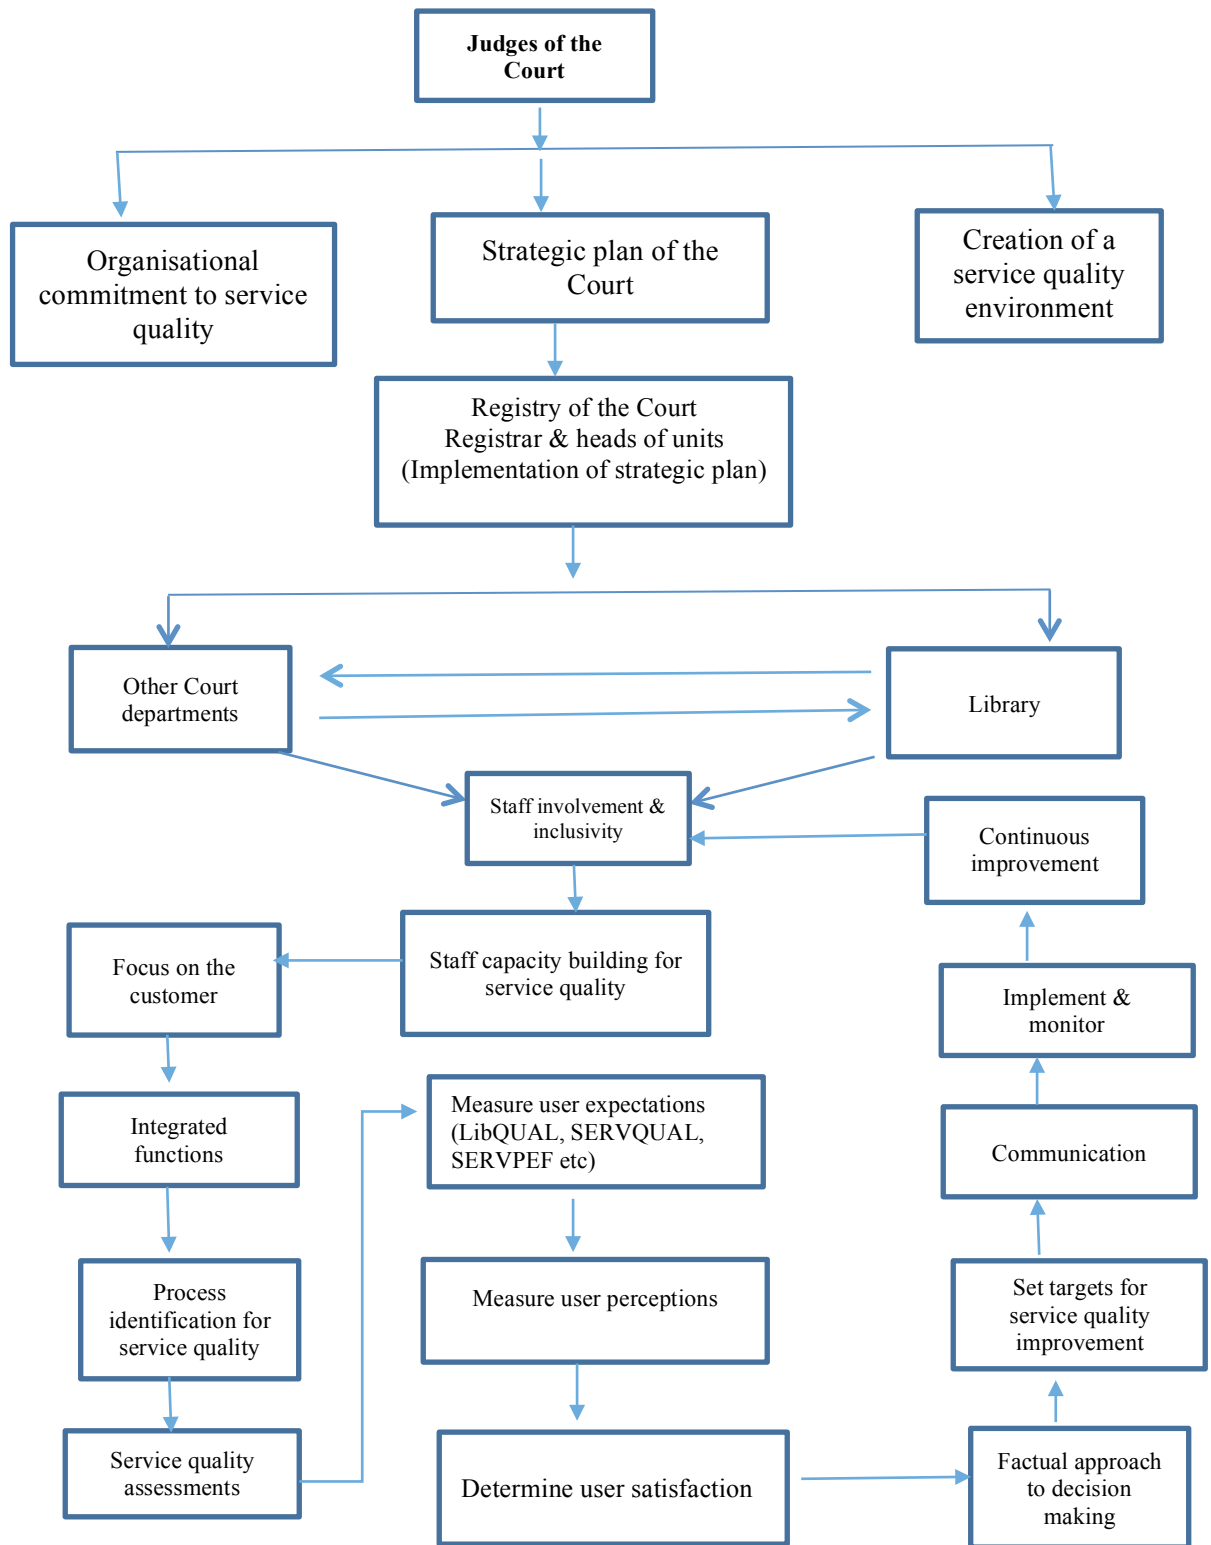 Judges of the
Court
Organisational
commitment to service
quality
Strategic plan of the
Court
Creation of a
service quality
environment
Registry of the Court
Registrar & heads of units
(Implementation of strategic plan)
Other Court
departments
Library
Staff involvement &
inclusivity
Continuous
improvement
Focus on the
customer
Staff capacity building for
service quality
Implement &
monitor
Integrated
functions
Measure user expectations
(LibQUAL, SERVQUAL,
SERVPEF etc)
Communication
Process
identification for
service quality
Measure user perceptions
Set targets for
service quality
improvement
Service quality
assessments
Determine user satisfaction
Factual approach
to decision
making